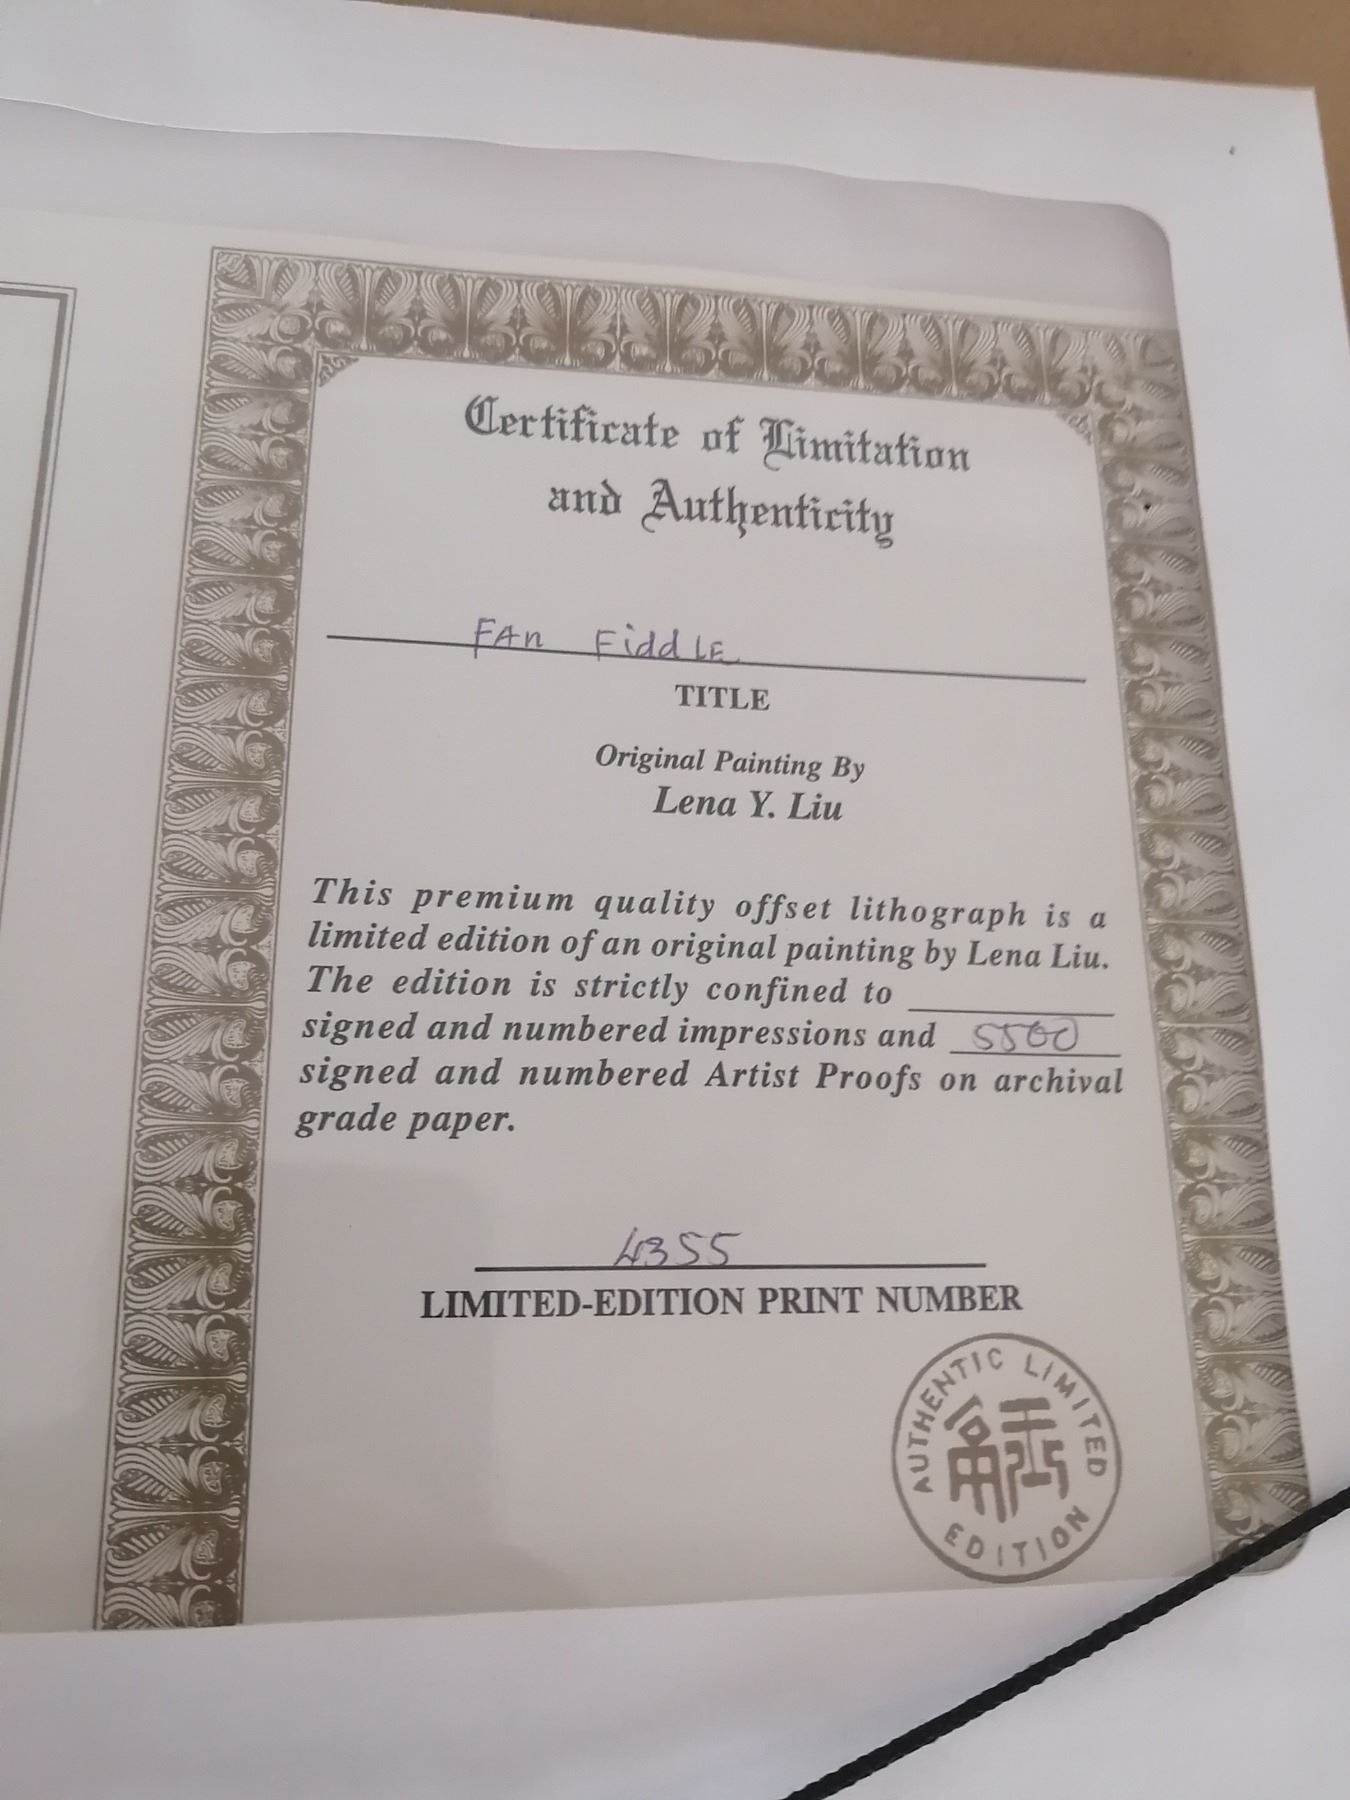 Certificate of Limitation
and Authenticity
FAn FiddLE
TITLE
Original Painting By
Lena Y. Liu
This premium quality offset lithograph is a
limited edition of an original painting by Lena Liu.
The edition is strictly confined to
signed and numbered impressions and 5500
signed and numbered Artist Proofs on archival
grade paper.
4355
LIMITED-EDITION PRINT NUMBER
AUTHENTIC LIMITED
EDITION